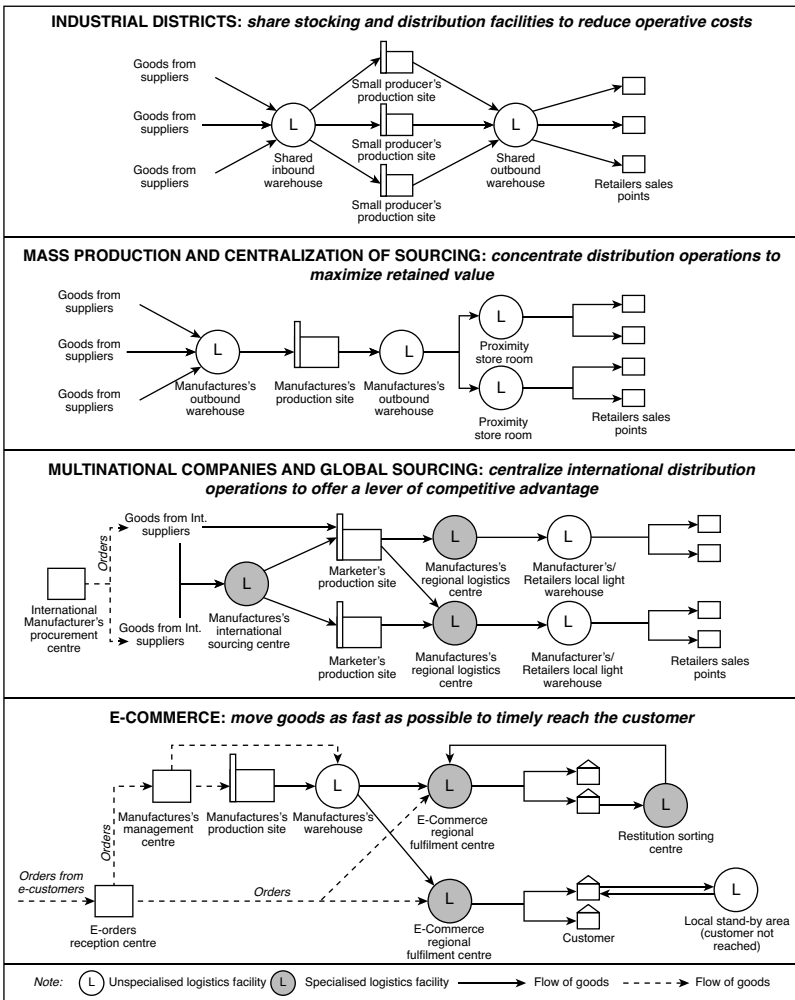 INDUSTRIAL DISTRICTS: share stocking and distribution facilities to reduce operative costs
Goods from
suppliers
Goods from
suppliers
Goods from
suppliers
L
Shared
inbound
warehouse
Small producer's
production site
Small producer's
production site
Small producer's
production site
L
Shared
outbound
warehouse
Retailers sales
points
MASS PRODUCTION AND CENTRALIZATION OF SOURCING: concentrate distribution operations to
maximize retained value
Goods from
suppliers
Goods from
suppliers
Goods from
suppliers
L
Manufactures's
outbound
warehouse
Manufactures's
production site
L
Manufactures's
outbound
warehouse
L
Proximity
store room
L
Proximity
store room
Retailers sales
points
MULTINATIONAL COMPANIES AND GLOBAL SOURCING: centralize international distribution
operations to offer a lever of competitive advantage
International
Manufacturer's
procurement
centre
Orders
Goods from Int.
suppliers
Goods from Int.
suppliers
L
Manufactures's
international
sourcing centre
Marketer's
production site
Marketer's
production site
L
Manufactures's
regional logistics
centre
L
Manufactures's
regional logistics
centre
L
Manufacturer's/
Retailers local light
warehouse
L
Manufacturer's/
Retailers local light
warehouse
Retailers sales
points
E-COMMERCE: move goods as fast as possible to timely reach the customer
Orders from
e-customers
E-orders
reception centre
Orders
Manufactures's
management
centre
Manufactures's
production site
L
Manufactures's
warehouse
Orders
L
E-Commerce
regional
fulfilment centre
L
E-Commerce
regional
fulfilment centre
Customer
L
Restitution sorting
centre
L
Local stand-by area
(customer not
reached)
Note: L Unspecialised logistics facility L Specialised logistics facility Flow of goods Flow of goods